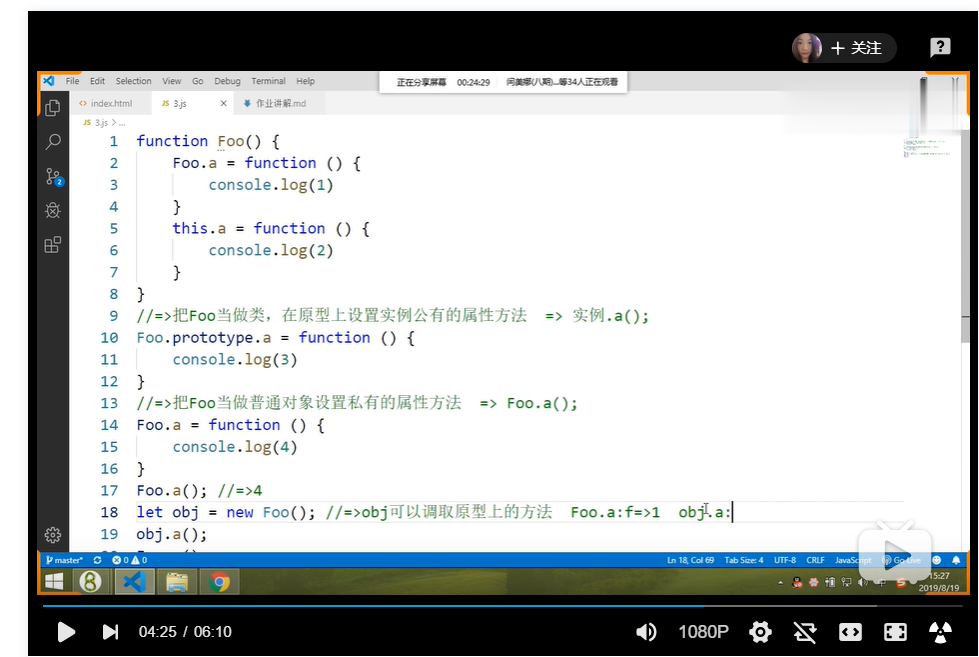 + 关注
File Edit Selection View Go Debug Terminal Help
正在分享屏幕 00:24:29 问美娜(八期)...等34人正在观看
<> index.html JS 3.js × 作业讲解.md
JS 3.js > ...
1 function Foo() {
2 Foo.a = function () {
3 console.log(1)
4 }
5 this.a = function () {
6 console.log(2)
7 }
8 }
9 //=>把Foo当做类，在原型上设置实例公有的属性方法 => 实例.a();
10 Foo.prototype.a = function () {
11 console.log(3)
12 }
13 //=>把Foo当做普通对象设置私有的属性方法 => Foo.a();
14 Foo.a = function () {
15 console.log(4)
16 }
17 Foo.a(); //=>4
18 let obj = new Foo(); //=>obj可以调取原型上的方法 Foo.a:f=>1 obj.a:
19 obj.a();
master* 0 0 Ln 18, Col 69 Tab Size: 4 UTF-8 CRLF JavaScript Go Live
15:27
2019/8/19
04:25 / 06:10 1080P